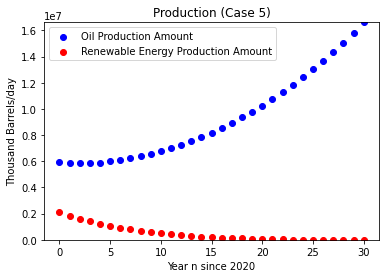 Production (Case 5)
1e7
Oil Production Amount
Renewable Energy Production Amount
Thousand Barrels/day
1.6
1.4
1.2
1.0
0.8
0.6
0.4
0.2
0.0
0 5 10 15 20 25 30
Year n since 2020